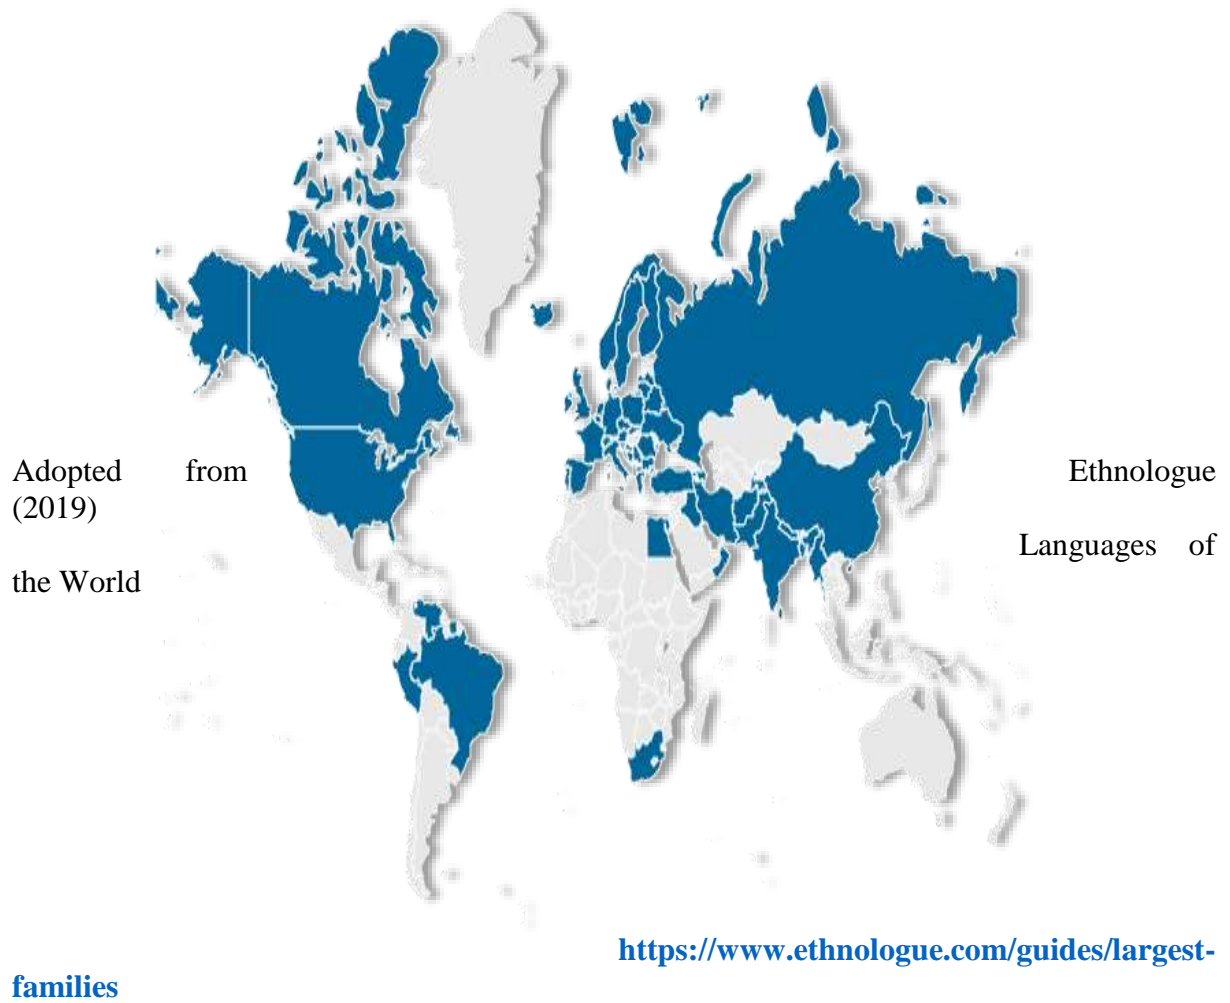 Adopted from Ethnologue
(2019)
Languages of
the World
https://www.ethnologue.com/guides/largest-
families